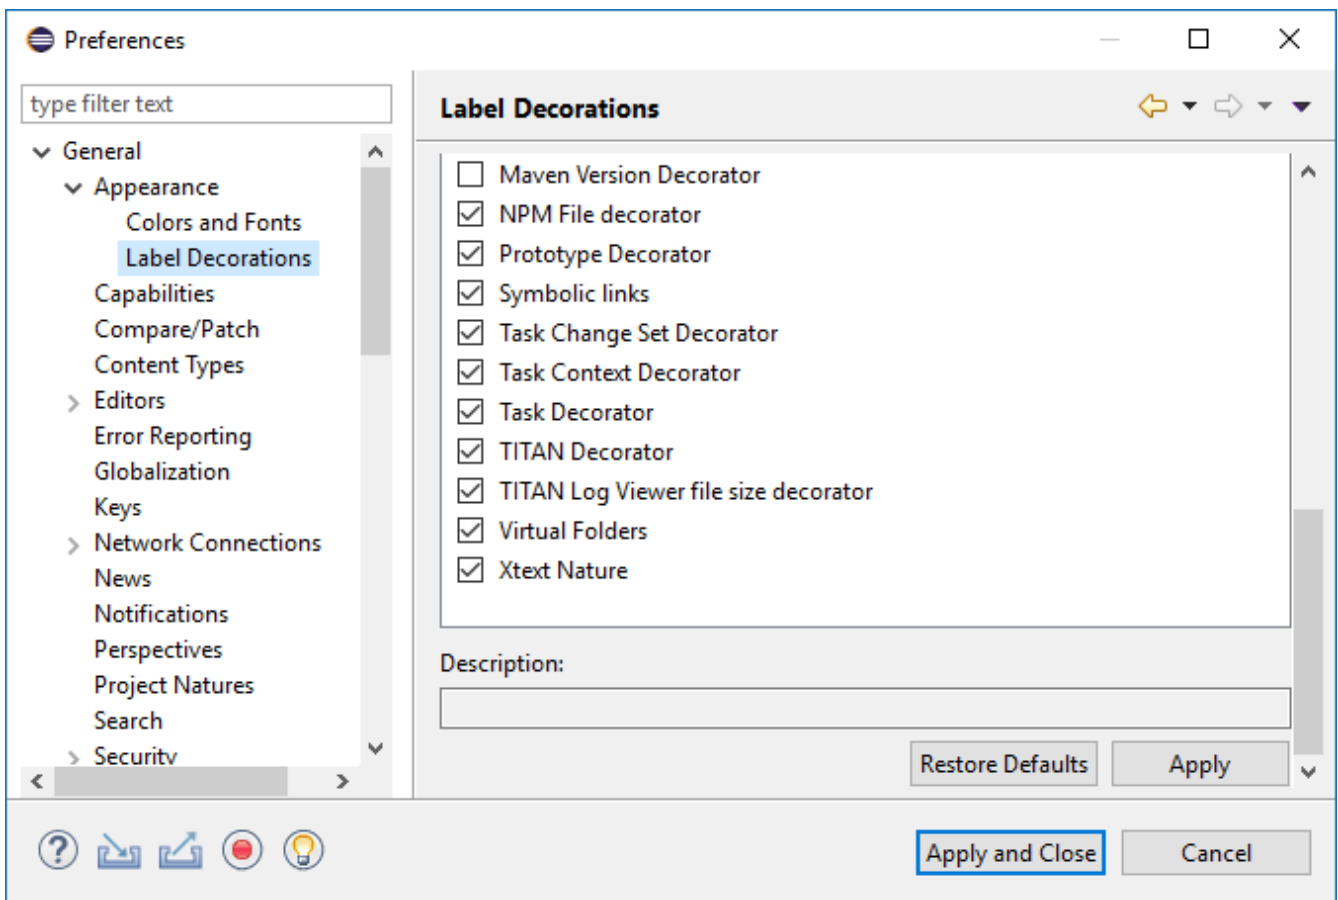 Preferences
type filter text
General
Appearance
Colors and Fonts
Label Decorations
Capabilities
Compare/Patch
Content Types
Editors
Error Reporting
Globalization
Keys
Network Connections
News
Notifications
Perspectives
Project Natures
Search
Security
Label Decorations
Maven Version Decorator
NPM File decorator
Prototype Decorator
Symbolic links
Task Change Set Decorator
Task Context Decorator
Task Decorator
TITAN Decorator
TITAN Log Viewer file size decorator
Virtual Folders
Xtext Nature
Description:
Restore Defaults
Apply
Apply and Close
Cancel